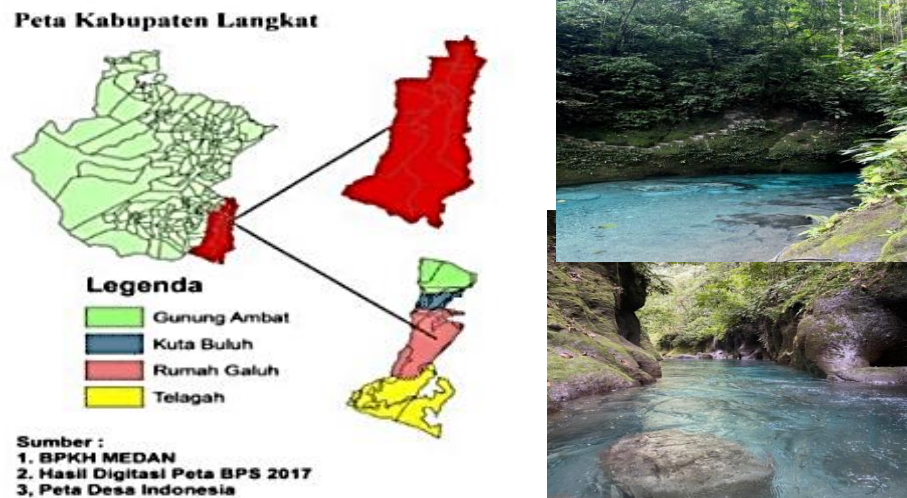 Peta Kabupaten Langkat
Legenda
Gunung Ambat
Kuta Buluh
Rumah Galuh
Telagah
Sumber :
1. BPKH MEDAN
2. Hasil Digitasi Peta BPS 2017
3, Peta Desa Indonesia